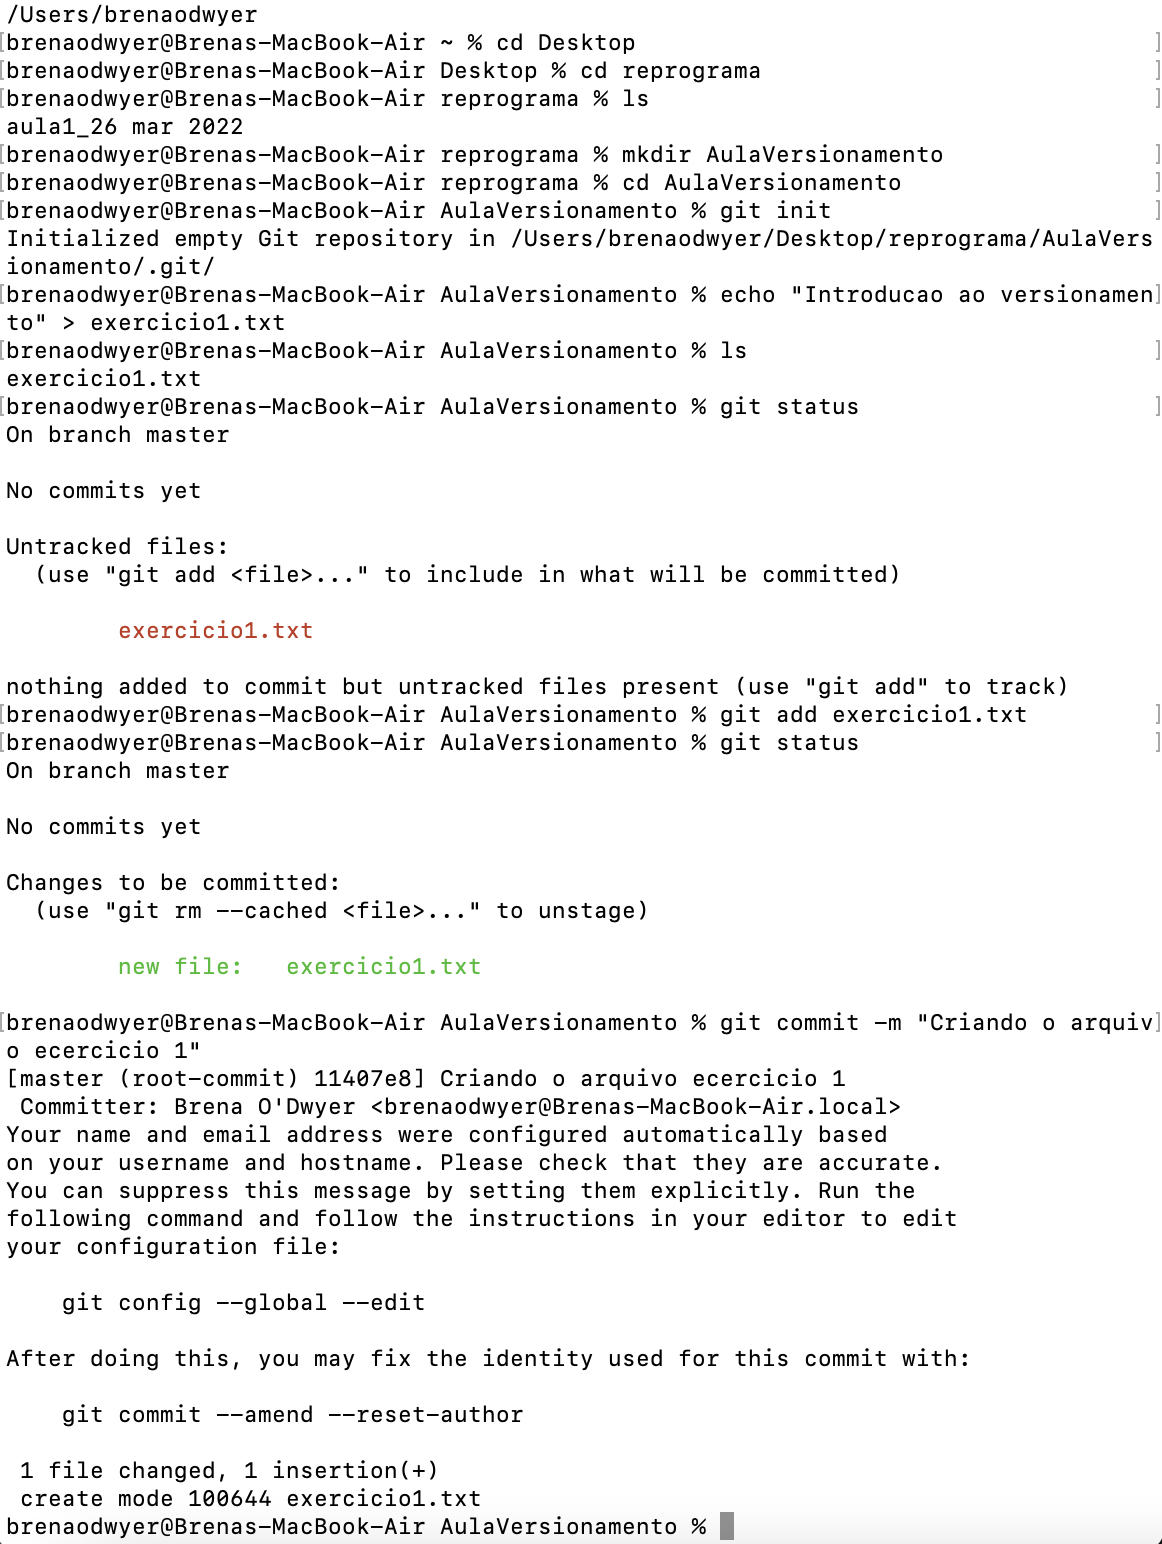 /Users/brenaodwyer
[brenaodwyer@Brenas-MacBook-Air ~ % cd Desktop ]
[brenaodwyer@Brenas-MacBook-Air Desktop % cd reprograma ]
[brenaodwyer@Brenas-MacBook-Air reprograma % ls ]
aula1_26 mar 2022
[brenaodwyer@Brenas-MacBook-Air reprograma % mkdir AulaVersionamento ]
[brenaodwyer@Brenas-MacBook-Air reprograma % cd AulaVersionamento ]
[brenaodwyer@Brenas-MacBook-Air AulaVersionamento % git init ]
Initialized empty Git repository in /Users/brenaodwyer/Desktop/reprograma/AulaVers
ionamento/.git/
[brenaodwyer@Brenas-MacBook-Air AulaVersionamento % echo "Introducao ao versionamen]
to" > exercicio1.txt
[brenaodwyer@Brenas-MacBook-Air AulaVersionamento % ls ]
exercicio1.txt
[brenaodwyer@Brenas-MacBook-Air AulaVersionamento % git status ]
On branch master

No commits yet

Untracked files:
  (use "git add <file>..." to include in what will be committed)

        exercicio1.txt

nothing added to commit but untracked files present (use "git add" to track)
[brenaodwyer@Brenas-MacBook-Air AulaVersionamento % git add exercicio1.txt ]
[brenaodwyer@Brenas-MacBook-Air AulaVersionamento % git status ]
On branch master

No commits yet

Changes to be committed:
  (use "git rm --cached <file>..." to unstage)

        new file:   exercicio1.txt

[brenaodwyer@Brenas-MacBook-Air AulaVersionamento % git commit -m "Criando o arquiv]
o ecercicio 1"
[master (root-commit) 11407e8] Criando o arquivo ecercicio 1
 Committer: Brena O'Dwyer <brenaodwyer@Brenas-MacBook-Air.local>
Your name and email address were configured automatically based
on your username and hostname. Please check that they are accurate.
You can suppress this message by setting them explicitly. Run the
following command and follow the instructions in your editor to edit
your configuration file:

    git config --global --edit

After doing this, you may fix the identity used for this commit with:

    git commit --amend --reset-author

 1 file changed, 1 insertion(+)
 create mode 100644 exercicio1.txt
brenaodwyer@Brenas-MacBook-Air AulaVersionamento %